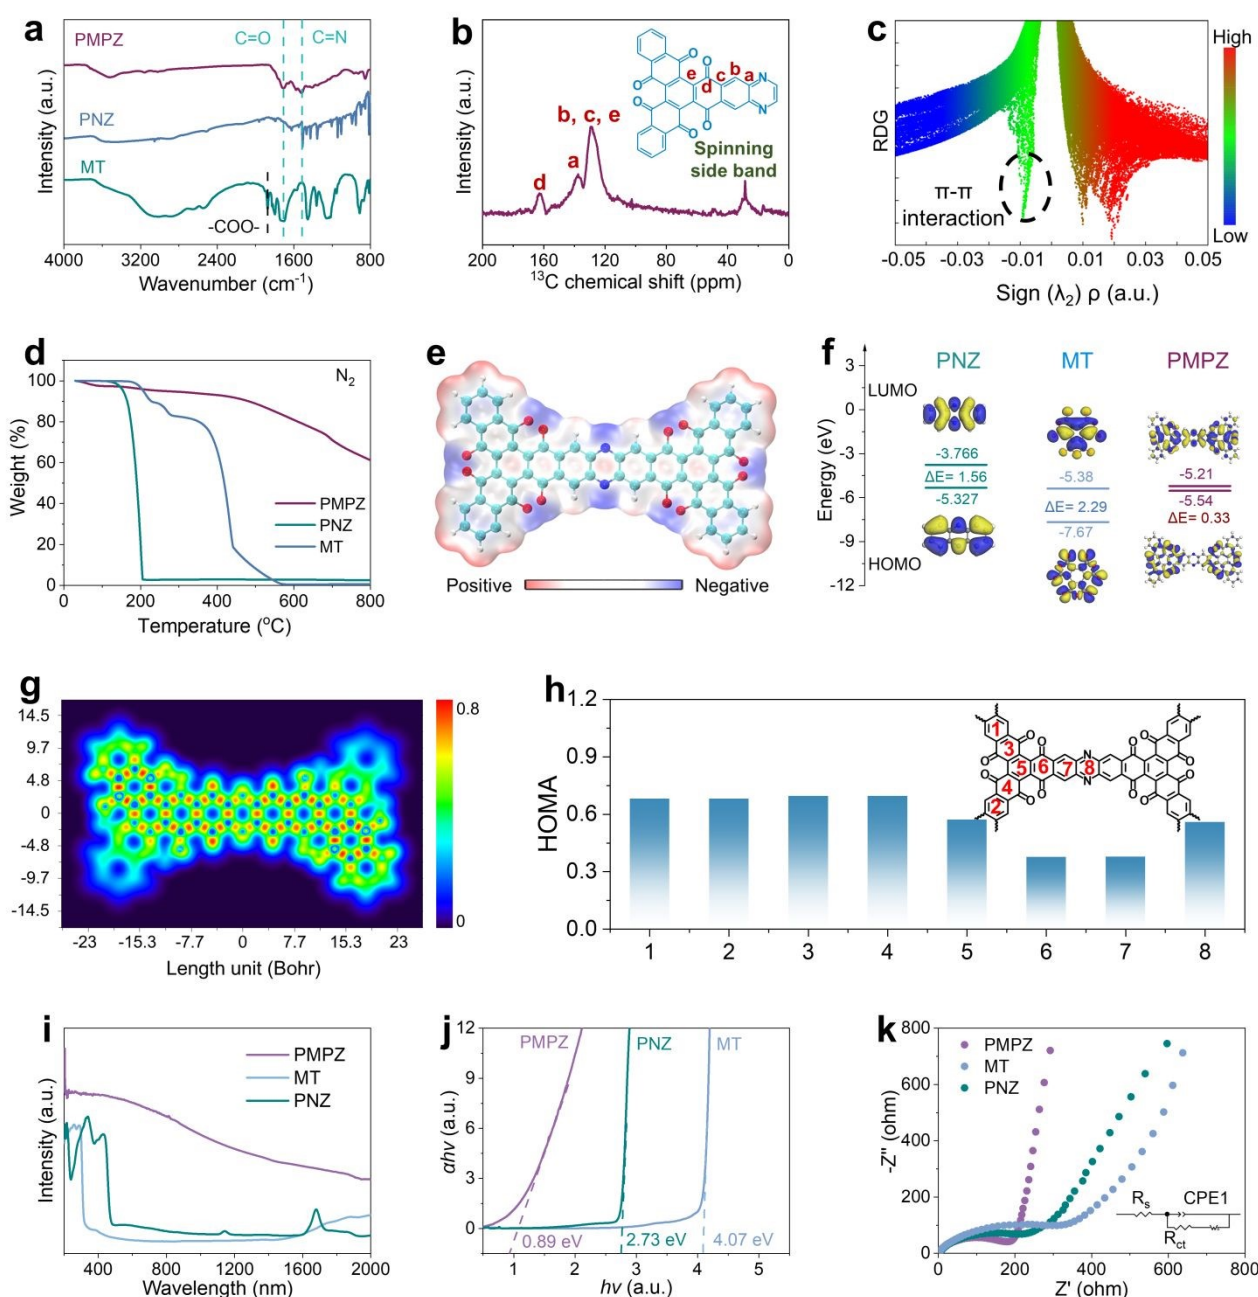 a
PMPZ
C=O
C=N
PNZ
MT
-COO-
Intensity (a.u.)
4000 3200 2400 1600 800
Wavenumber (cm⁻¹)
b
O O O O O O
N
N
e d c b a
b, c, e
a
d
Spinning
side band
Intensity (a.u.)
200 160 120 80 40 0
¹³C chemical shift (ppm)
c
High
Low
RDG
π-π
interaction
-0.05 -0.03 -0.01 0.01 0.03 0.05
Sign (λ₂) ρ (a.u.)
d
N₂
100
80
60
40
20
0
Weight (%)
PMPZ
PNZ
MT
0 200 400 600 800
Temperature (°C)
e
Positive
Negative
f
PNZ MT PMPZ
LUMO
HOMO
3
0
-3
-6
-9
-12
Energy (eV)
-3.766
ΔE= 1.56
-5.327
-5.38
ΔE= 2.29
-7.67
-5.21
-5.54
ΔE= 0.33
g
14.5
9.7
4.8
0
-4.8
-9.7
-14.5
0.8
0
-23 -15.3 -7.7 0 7.7 15.3 23
Length unit (Bohr)
h
1.2
0.9
0.6
0.3
0.0
HOMA
1
3
5 6 7 8
4
2
O O O O O O O O O O O O
N
N
1 2 3 4 5 6 7 8
i
PMPZ
MT
PNZ
Intensity (a.u.)
400 800 1200 1600 2000
Wavelength (nm)
j
12
9
6
3
0
αhv (a.u.)
PMPZ PNZ MT
0.89 eV 2.73 eV 4.07 eV
1 2 3 4 5
hv (a.u.)
k
PMPZ
MT
PNZ
800
600
400
200
0
-Z" (ohm)
Rₛ CPE1
R꜀ₜ
0 200 400 600 800
Z' (ohm)